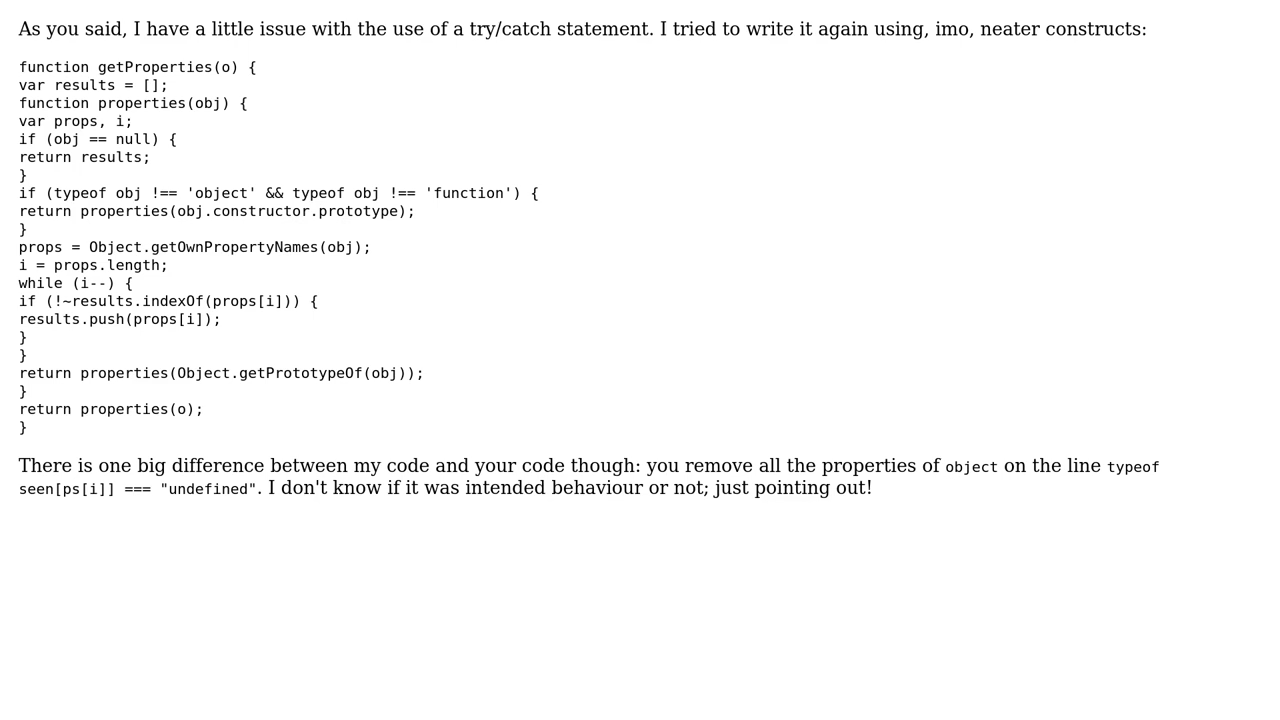 As you said, I have a little issue with the use of a try/catch statement. I tried to write it again using, imo, neater constructs:
function getProperties(o) {
var results = [];
function properties(obj) {
var props, i;
if (obj == null) {
return results;
}
if (typeof obj !== 'object' && typeof obj !== 'function') {
return properties(obj.constructor.prototype);
}
props = Object.getOwnPropertyNames(obj);
i = props.length;
while (i--) {
if (!~results.indexOf(props[i])) {
results.push(props[i]);
}
}
return properties(Object.getPrototypeOf(obj));
}
return properties(o);
}
There is one big difference between my code and your code though: you remove all the properties of object on the line typeof
seen[ps[i]] === "undefined". I don't know if it was intended behaviour or not; just pointing out!